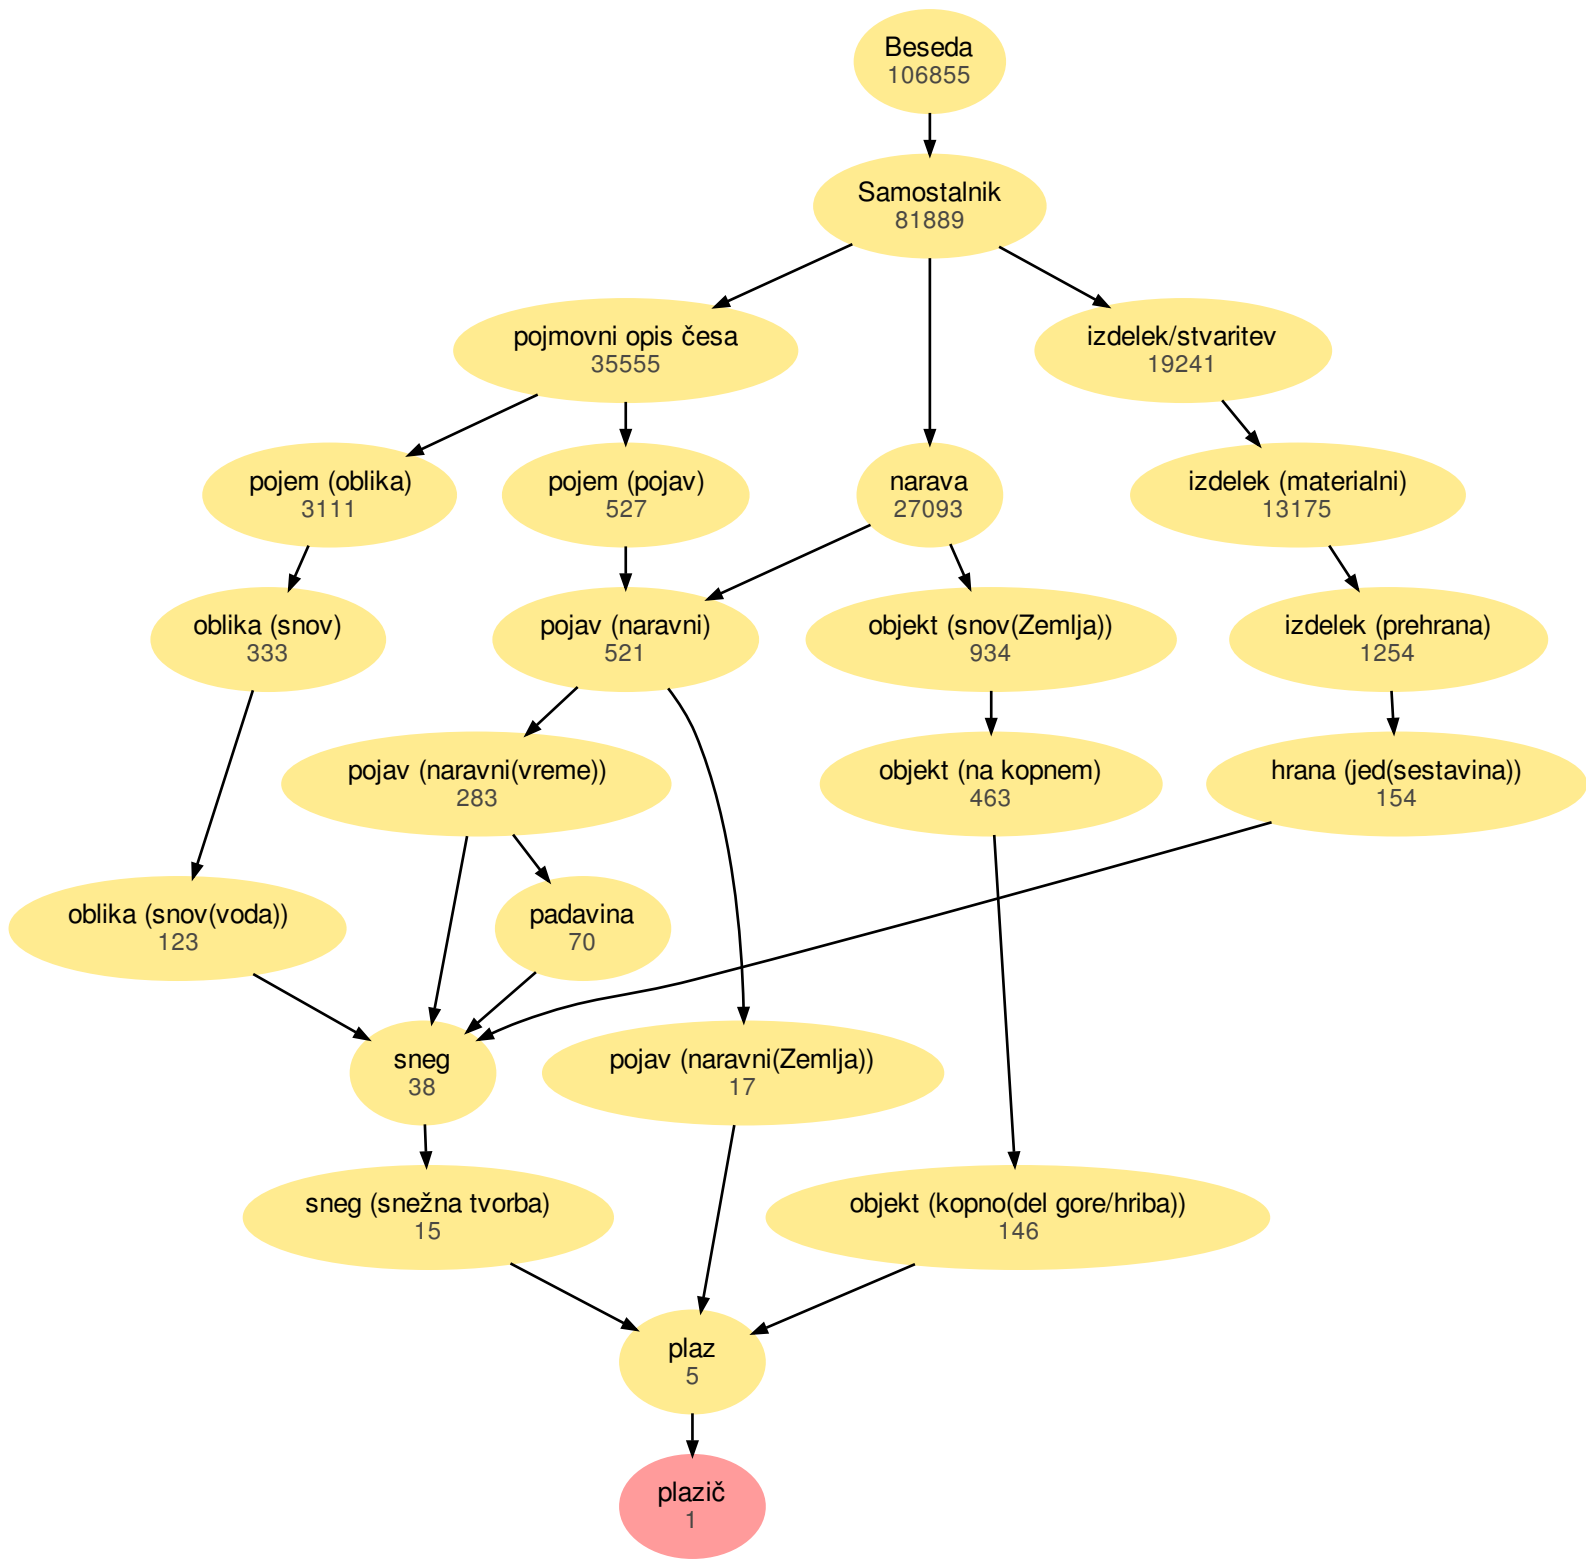 Beseda
106855
Samostalnik
81889
pojmovni opis česa
35555
izdelek/stvaritev
19241
pojem (oblika)
3111
pojem (pojav)
527
narava
27093
izdelek (materialni)
13175
oblika (snov)
333
pojav (naravni)
521
objekt (snov(Zemlja))
934
izdelek (prehrana)
1254
pojav (naravni(vreme))
283
objekt (na kopnem)
463
hrana (jed(sestavina))
154
oblika (snov(voda))
123
padavina
70
sneg
38
pojav (naravni(Zemlja))
17
sneg (snežna tvorba)
15
objekt (kopno(del gore/hriba))
146
plaz
5
plazič
1